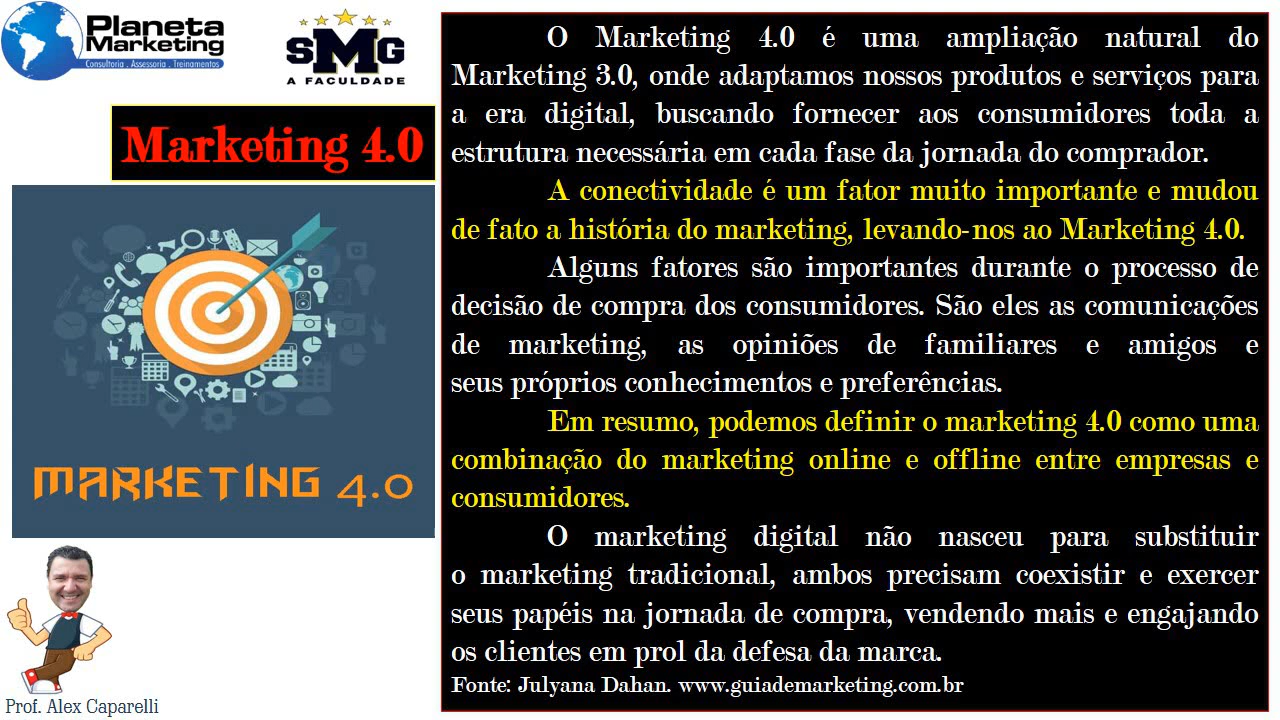 Planeta
Marketing
Consultoria . Assessoria . Treinamentos
SMG
A FACULDADE
Marketing 4.0
MARKETING 4.0
Prof. Alex Caparelli
O Marketing 4.0 é uma ampliação natural do
Marketing 3.0, onde adaptamos nossos produtos e serviços para
a era digital, buscando fornecer aos consumidores toda a
estrutura necessária em cada fase da jornada do comprador.
A conectividade é um fator muito importante e mudou
de fato a história do marketing, levando-nos ao Marketing 4.0.
Alguns fatores são importantes durante o processo de
decisão de compra dos consumidores. São eles as comunicações
de marketing, as opiniões de familiares e amigos e
seus próprios conhecimentos e preferências.
Em resumo, podemos definir o marketing 4.0 como uma
combinação do marketing online e offline entre empresas e
consumidores.
O marketing digital não nasceu para substituir
o marketing tradicional, ambos precisam coexistir e exercer
seus papéis na jornada de compra, vendendo mais e engajando
os clientes em prol da defesa da marca.
Fonte: Julyana Dahan. www.guiademarketing.com.br